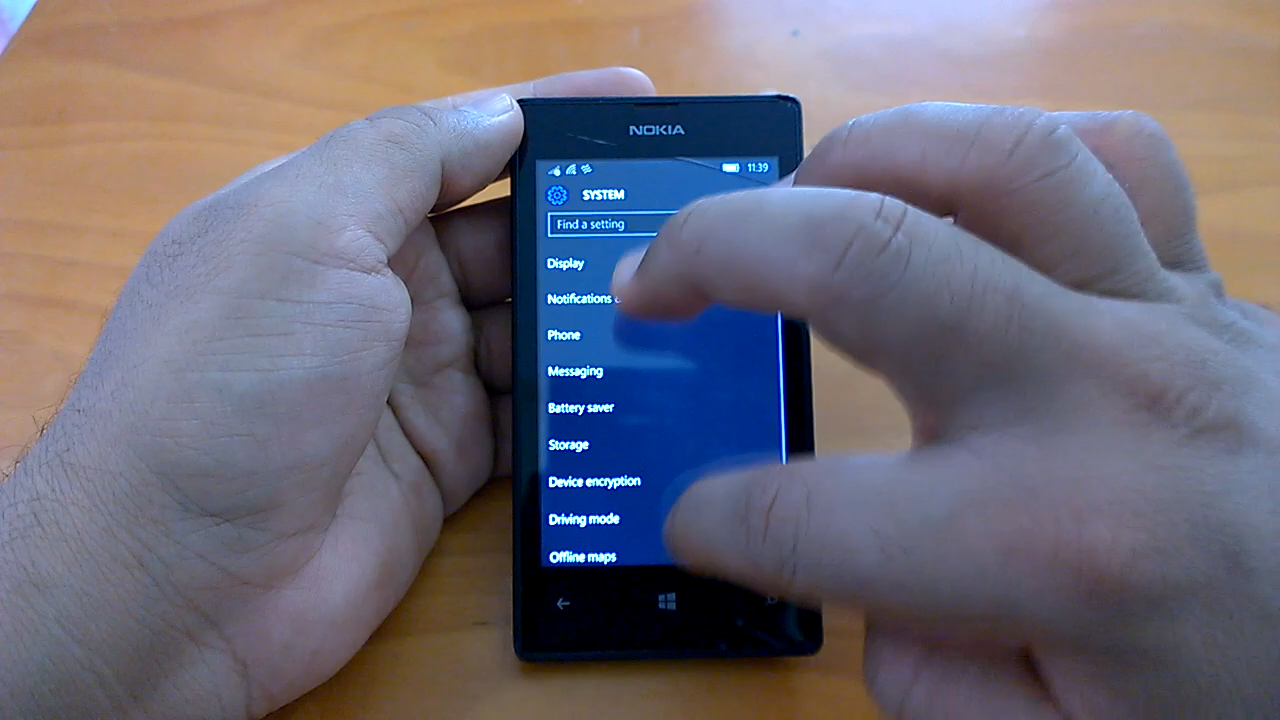 NOKIA
11:39
SYSTEM
Find a setting
Display
Notifications
Phone
Messaging
Battery saver
Storage
Device encryption
Driving mode
Offline maps